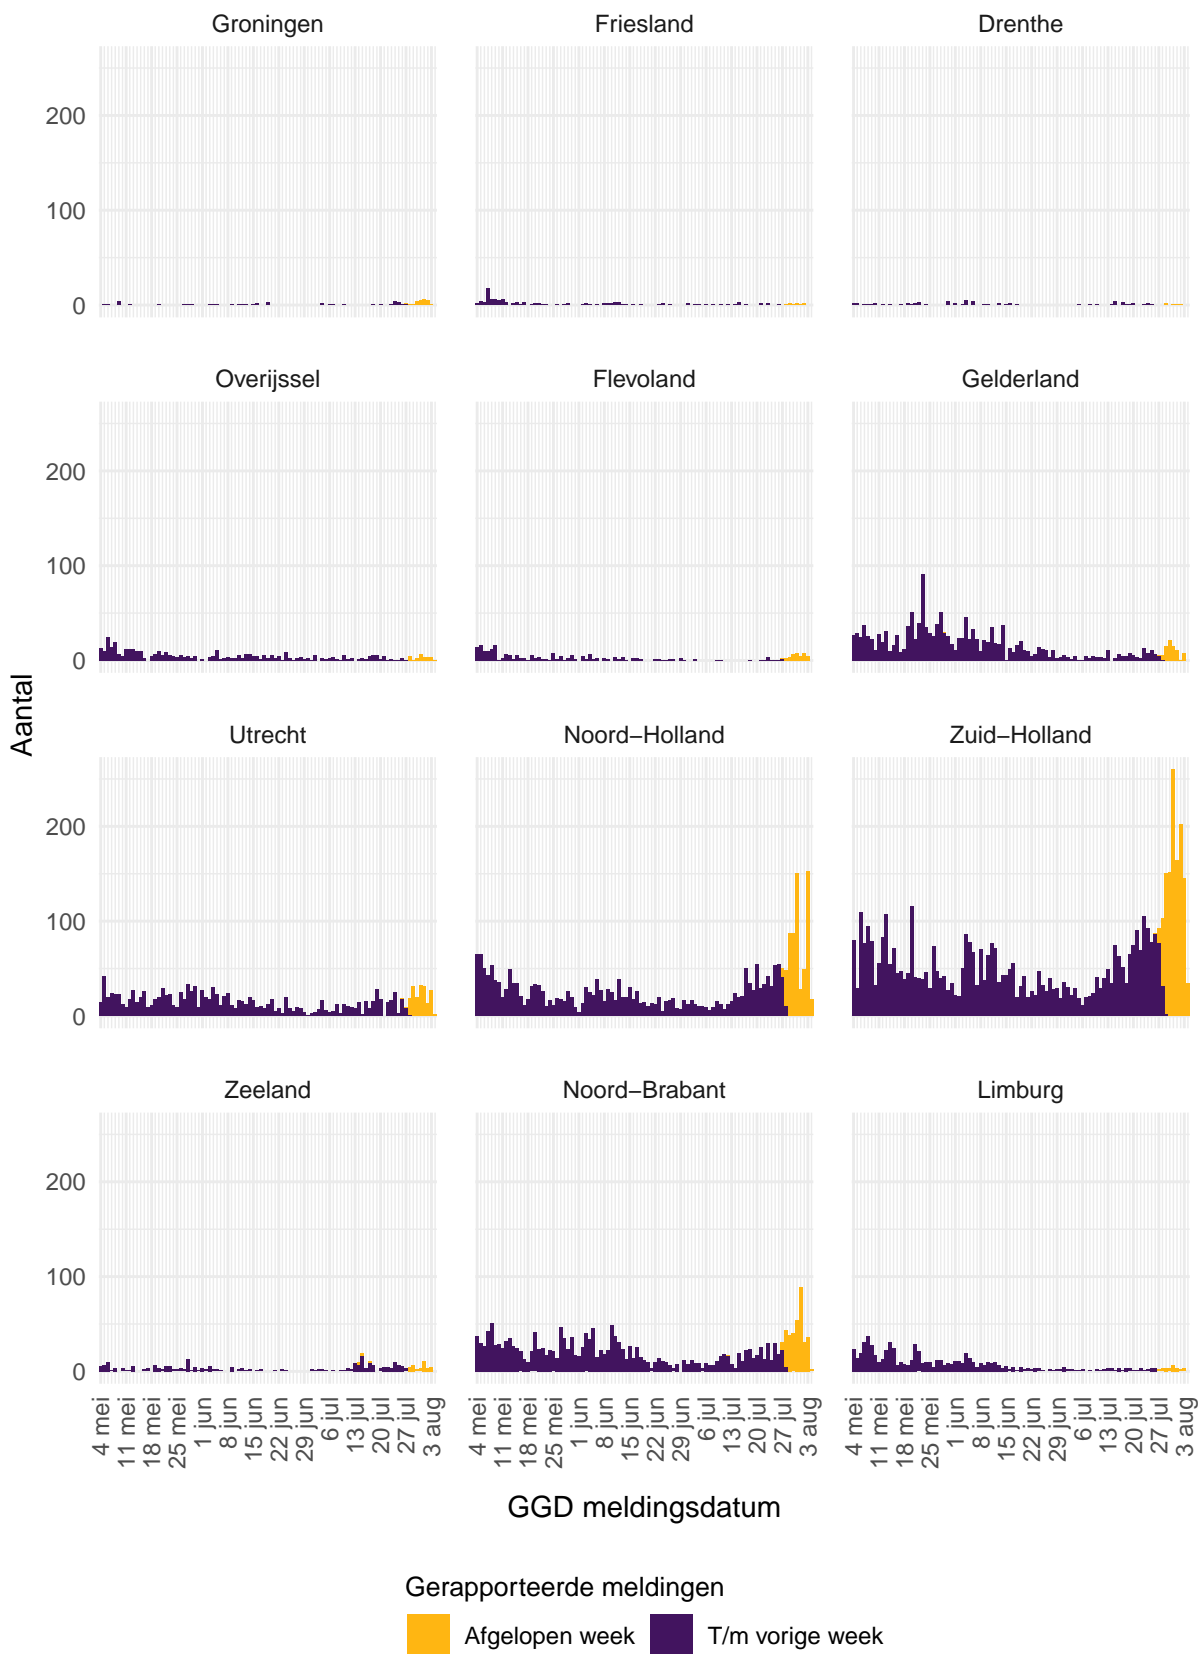 Groningen
Friesland
Drenthe
200
100
0
Overijssel
Flevoland
Gelderland
200
100
0
Aantal
Utrecht
Noord−Holland
Zuid−Holland
200
100
0
Zeeland
Noord−Brabant
Limburg
200
100
0
4 mei
11 mei
18 mei
25 mei
1 jun
8 jun
15 jun
22 jun
29 jun
6 jul
13 jul
20 jul
27 jul
3 aug
4 mei
11 mei
18 mei
25 mei
1 jun
8 jun
15 jun
22 jun
29 jun
6 jul
13 jul
20 jul
27 jul
3 aug
4 mei
11 mei
18 mei
25 mei
1 jun
8 jun
15 jun
22 jun
29 jun
6 jul
13 jul
20 jul
27 jul
3 aug
GGD meldingsdatum
Gerapporteerde meldingen
Afgelopen week
T/m vorige week